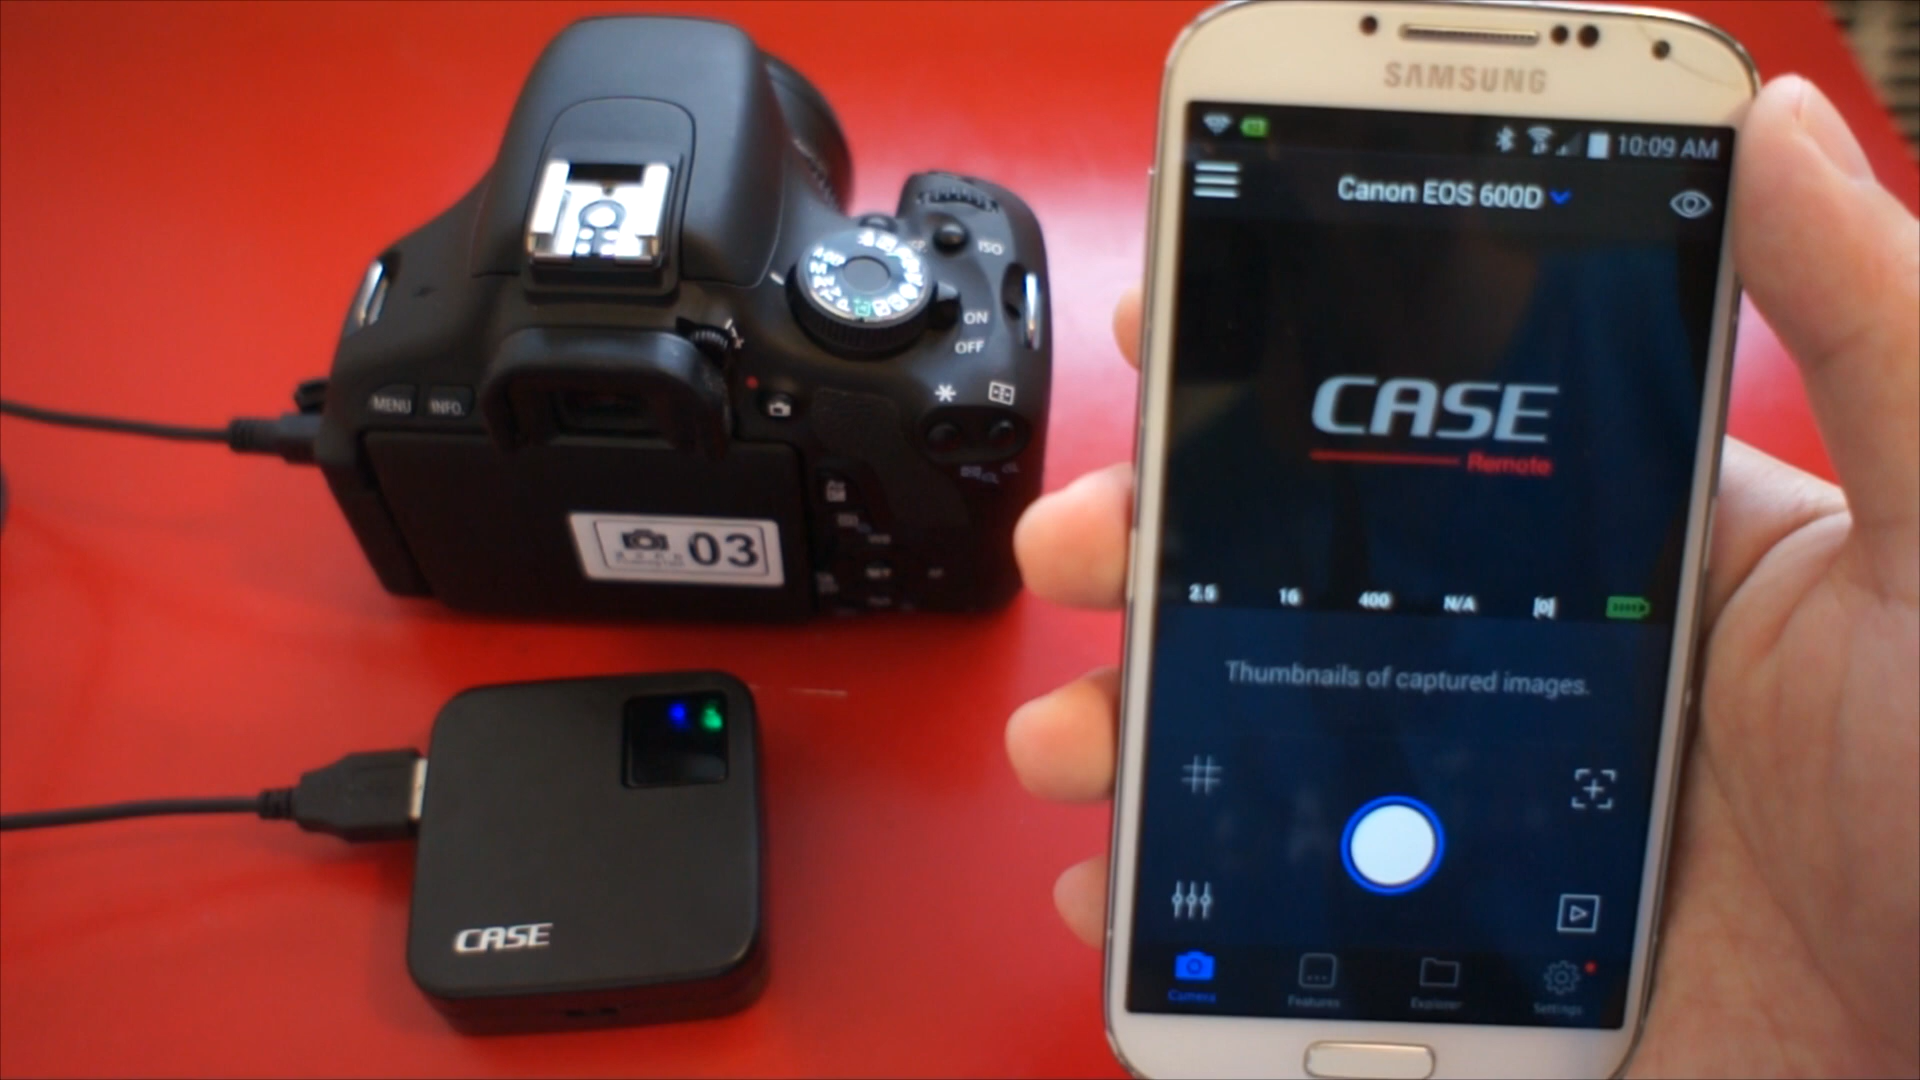 SAMSUNG
10:09 AM
Canon EOS 600D
CASE
Remote
2.5 16 400 N/A
Thumbnails of captured images.
Camera Features Explorer Settings
ISO
ON
OFF
MENU INFO.
03
CASE